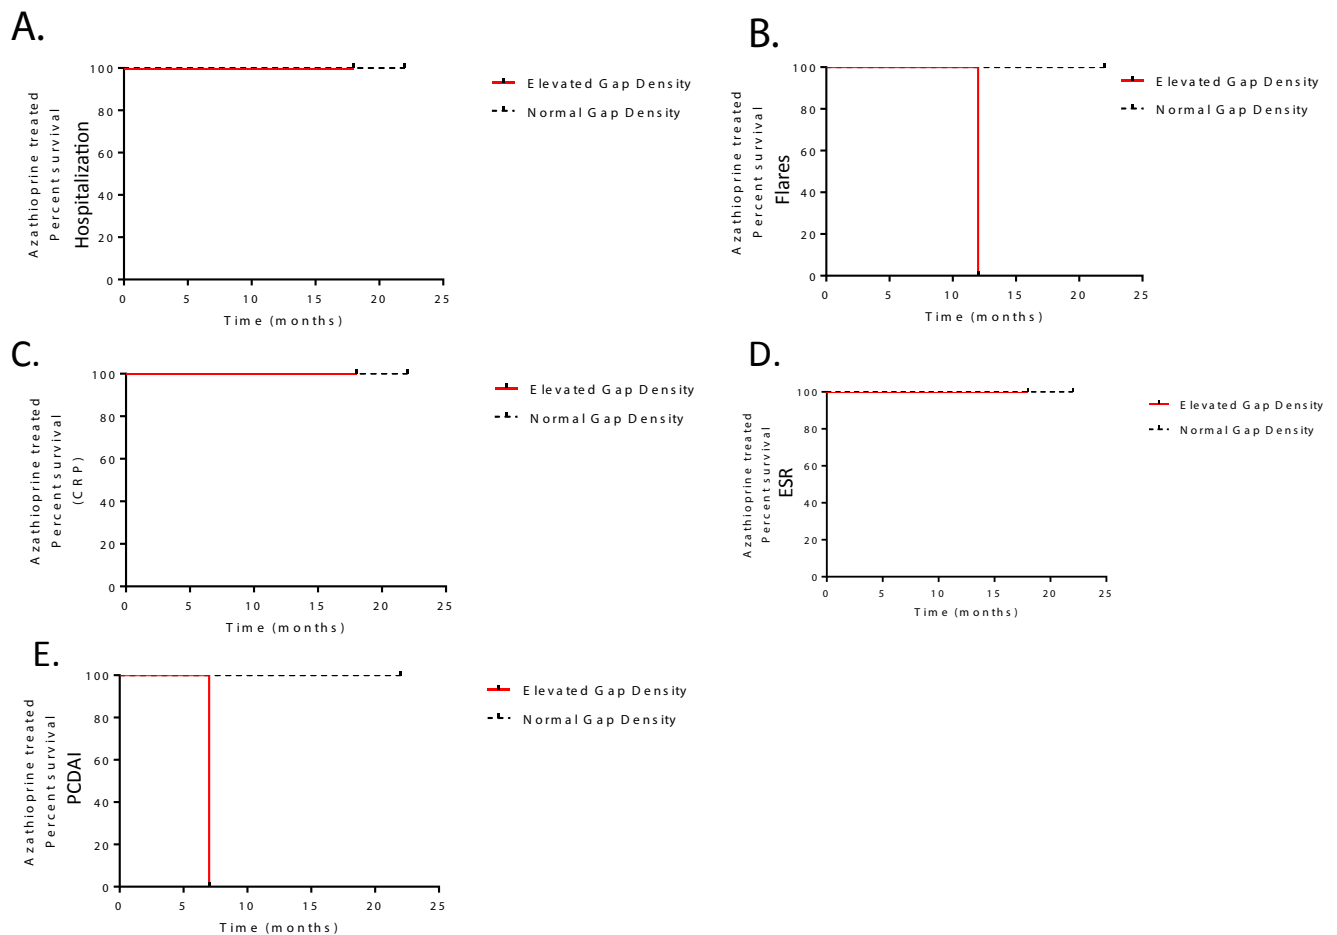 A.
Azathioprine treated
Percent survival
Hospitalization
100
80
60
40
20
0
0 5 10 15 20 25
Time (months)
Elevated Gap Density
Normal Gap Density
B.
Azathioprine treated
Percent survival
Flares
100
80
60
40
20
0
0 5 10 15 20 25
Time (months)
Elevated Gap Density
Normal Gap Density
C.
Azathioprine treated
Percent survival
(CRP)
100
80
60
40
20
0
0 5 10 15 20 25
Time (months)
Elevated Gap Density
Normal Gap Density
D.
Azathioprine treated
Percent survival
ESR
100
80
60
40
20
0
0 5 10 15 20 25
Time (months)
Elevated Gap Density
Normal Gap Density
E.
Azathioprine treated
Percent survival
PCDAI
100
80
60
40
20
0
0 5 10 15 20 25
Time (months)
Elevated Gap Density
Normal Gap Density